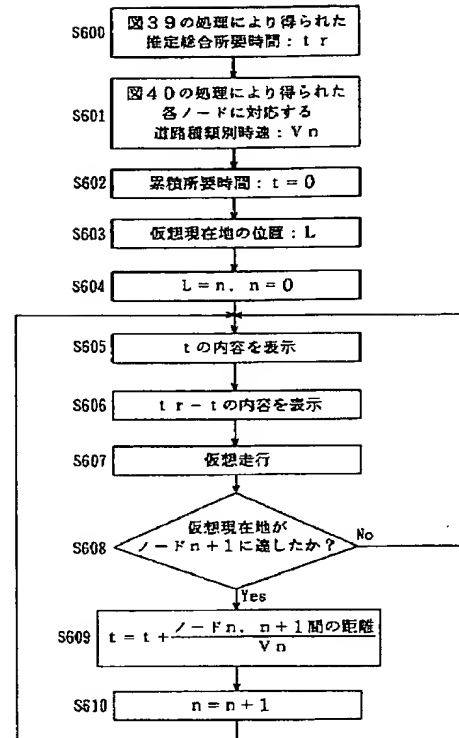 S600
図39の処理により得られた
推定総合所要時間：tr
S601
図40の処理により得られた
各ノードに対応する
道路種類別時速：Vn
S602
累積所要時間：t＝0
S603
仮想現在地の位置：L
S604
L＝n，n＝0
S605
tの内容を表示
S606
tr－tの内容を表示
S607
仮想走行
S608
仮想現在地が
ノードn＋1に達したか？
No
Yes
S609
t＝t＋ノードn，n＋1間の距離
Vn
S610
n＝n＋1